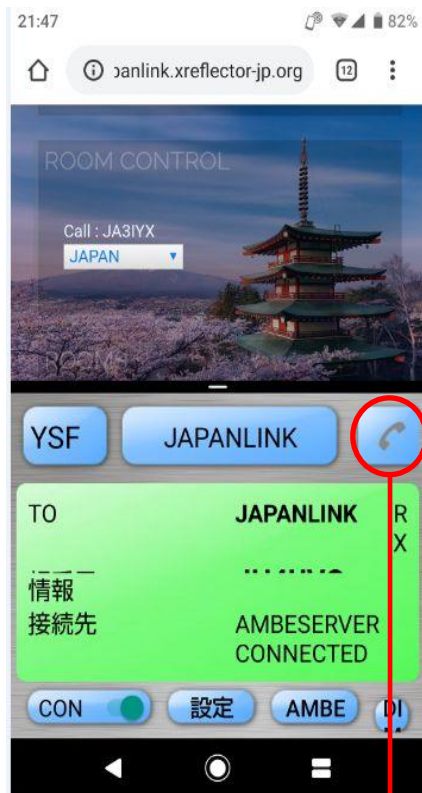 21:47 82%
panlink.xreflector-jp.org 12
ROOM CONTROL
Call : JA3IYX
JAPAN
YSF JAPANLINK
TO JAPANLINK R
X
情報
接続先 AMBESERVER
CONNECTED
CON 設定 AMBE DI